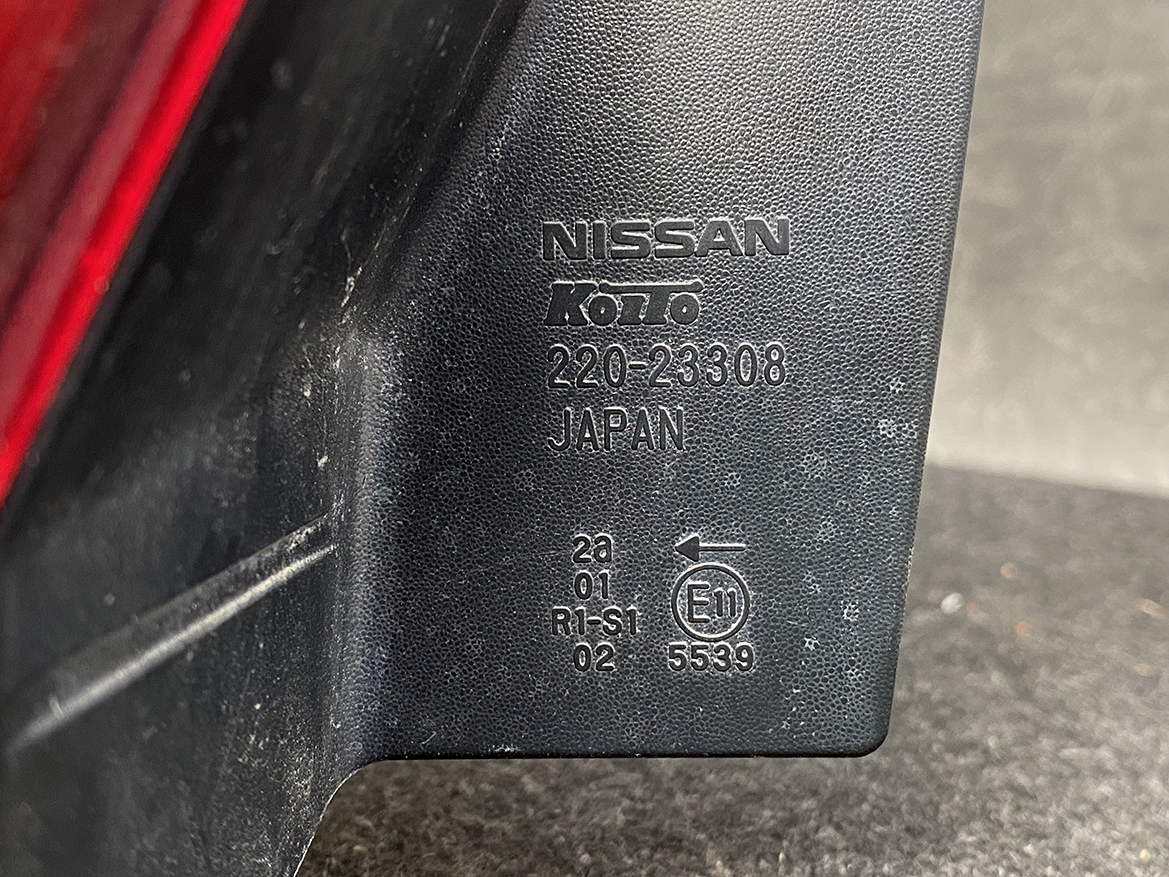 NISSAN
KOITO
220-23308
JAPAN
2a
01
R1-S1
02
E11
5539